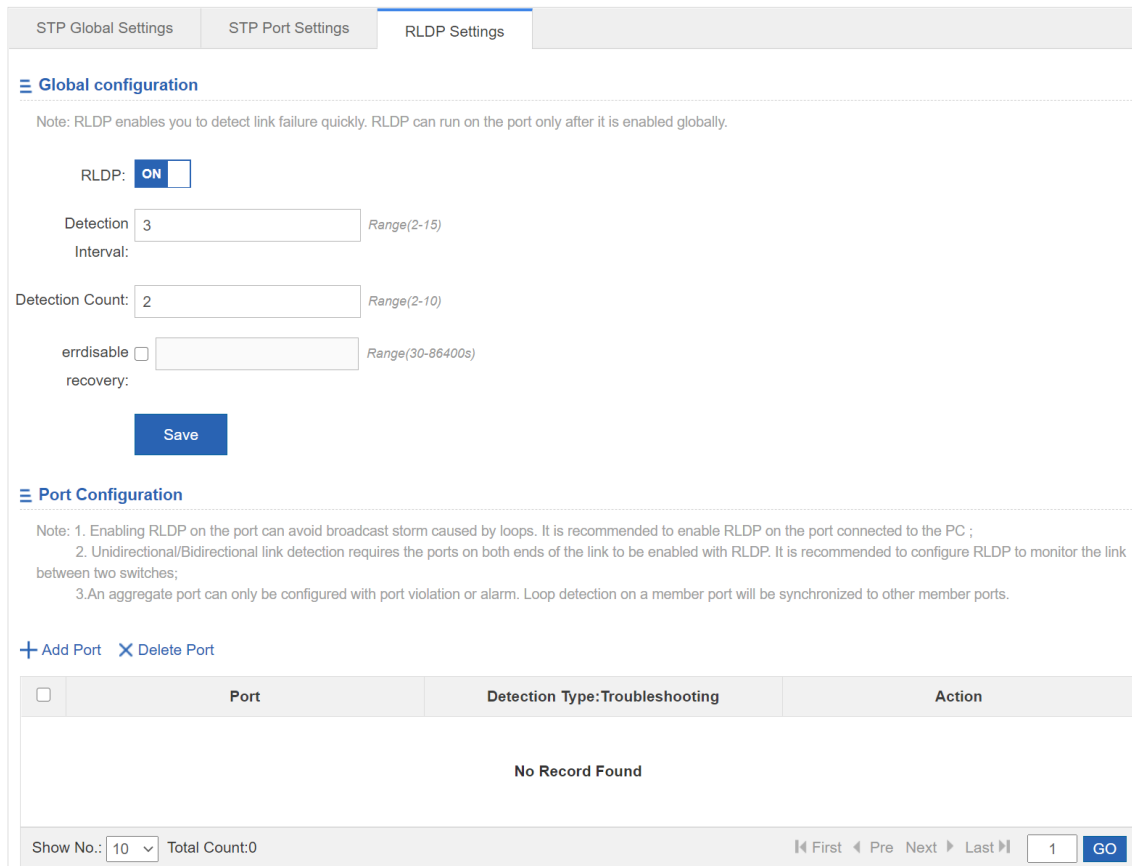 STP Global Settings STP Port Settings RLDP Settings
Global configuration
Note: RLDP enables you to detect link failure quickly. RLDP can run on the port only after it is enabled globally.
RLDP: ON
Detection Interval: 3 Range(2-15)
Detection Count: 2 Range(2-10)
errdisable recovery: Range(30-86400s)
Save
Port Configuration
Note: 1. Enabling RLDP on the port can avoid broadcast storm caused by loops. It is recommended to enable RLDP on the port connected to the PC ;
2. Unidirectional/Bidirectional link detection requires the ports on both ends of the link to be enabled with RLDP. It is recommended to configure RLDP to monitor the link
between two switches;
3.An aggregate port can only be configured with port violation or alarm. Loop detection on a member port will be synchronized to other member ports.
Add Port Delete Port
Port Detection Type:Troubleshooting Action
No Record Found
Show No.: 10 Total Count:0 First Pre Next Last 1 GO